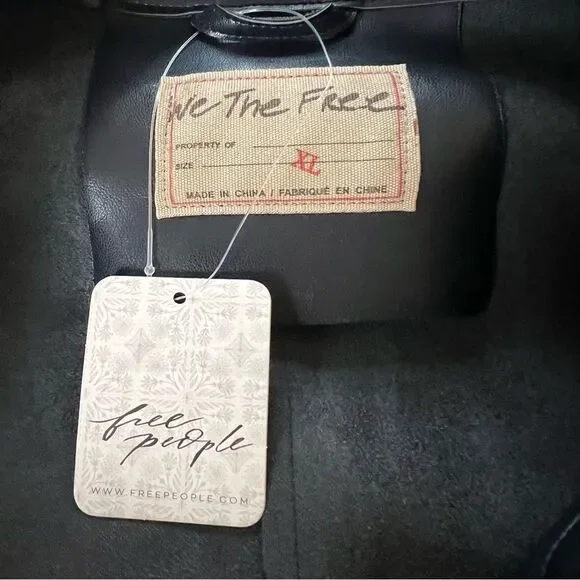 We The Free
PROPERTY OF
SIZE XL
MADE IN CHINA / FABRIQUÉ EN CHINE
free
people
WWW.FREEPEOPLE.COM